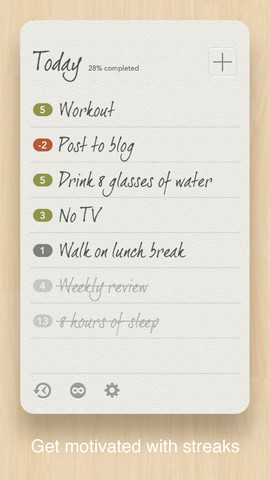 Today 28% completed
5 Workout
-2 Post to blog
5 Drink 8 glasses of water
3 No TV
1 Walk on lunch break
4 Weekly review
13 8 hours of sleep
Get motivated with streaks